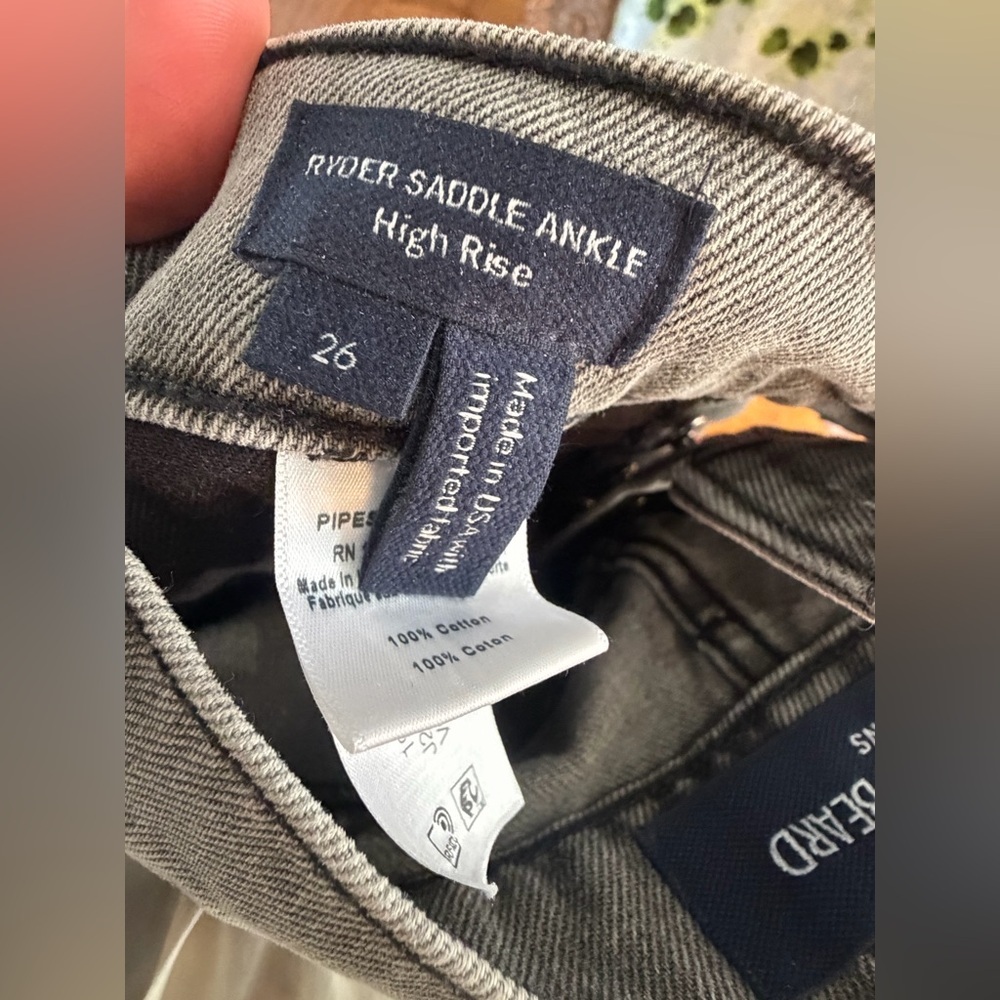 RYDER SADDLE ANKLE
High Rise
26
Made in USA with
imported fabric
RN
Made in
Fabrique
100% Cotton
100% Coton
BEARD